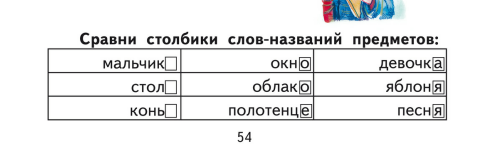 Сравни столбики слов-названий предметов:
мальчик☐ окно девочка
стол☐ облако яблоня
конь☐ полотенце песня
54